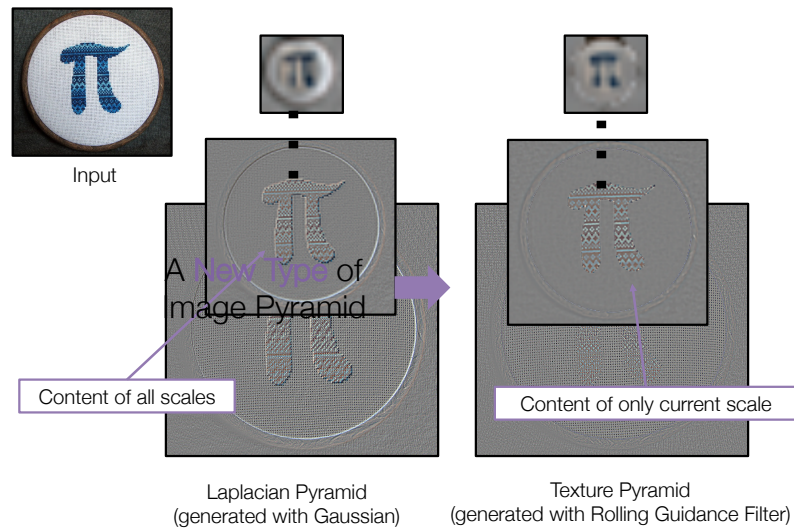 Input
A New Type of
Image Pyramid
Content of all scales
Content of only current scale
Laplacian Pyramid
(generated with Gaussian)
Texture Pyramid
(generated with Rolling Guidance Filter)